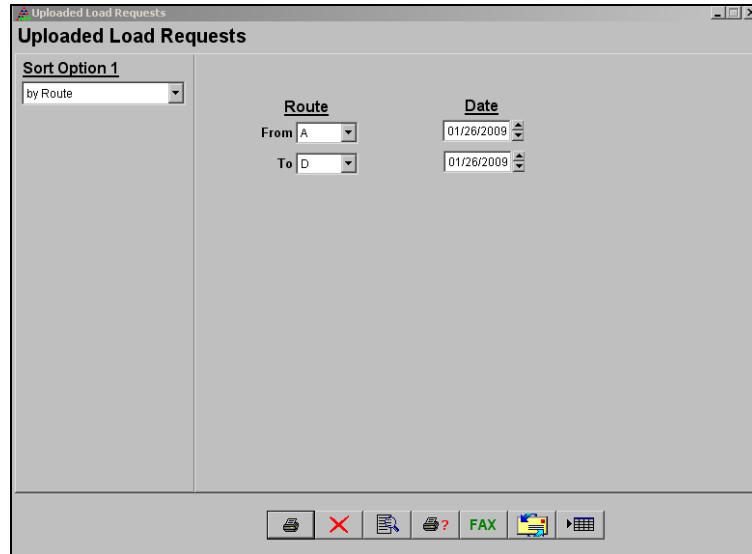 Uploaded Load Requests
Uploaded Load Requests
Sort Option 1
by Route
Route Date
From A 01/26/2009
To D 01/26/2009
? FAX